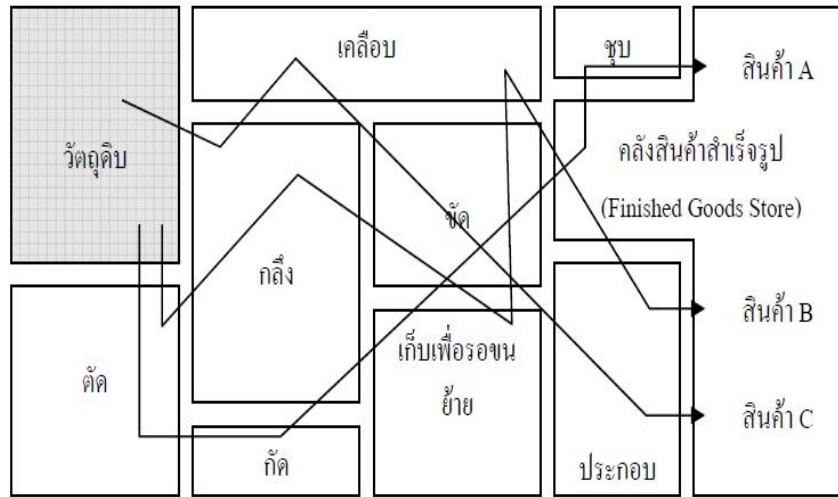 เคลือบ
ชุบ
สินค้า A
วัตถุดิบ
คลังสินค้าสำเร็จรูป
(Finished Goods Store)
ขัด
กลึง
สินค้า B
เก็บเพื่อรอขน
ย้าย
ตัด
สินค้า C
กัด
ประกอบ